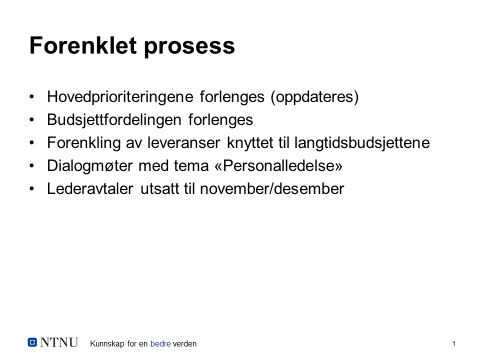 Forenklet prosess
• Hovedprioriteringene forlenges (oppdateres)
• Budsjettfordelingen forlenges
• Forenkling av leveranser knyttet til langtidsbudsjettene
• Dialogmøter med tema «Personalledelse»
• Lederavtaler utsatt til november/desember
NTNU Kunnskap for en bedre verden 1